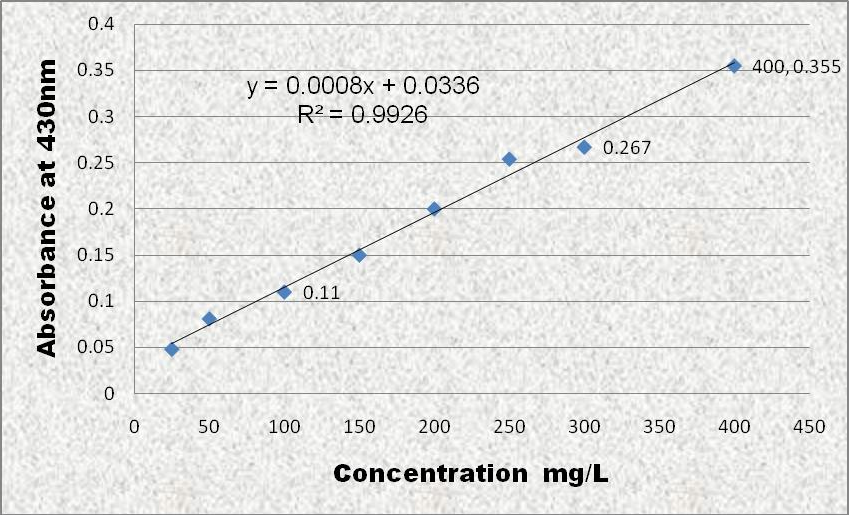 0.4
0.35
0.3
0.25
0.2
0.15
0.1
0.05
0
Absorbance at 430nm
y = 0.0008x + 0.0336
R² = 0.9926
400, 0.355
0.267
0.11
0 50 100 150 200 250 300 350 400 450
Concentration mg/L